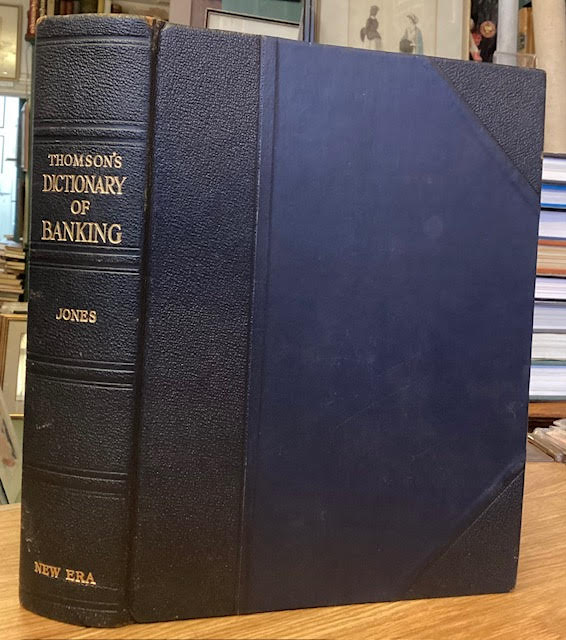 THOMSON'S
DICTIONARY
OF
BANKING
JONES
NEW ERA